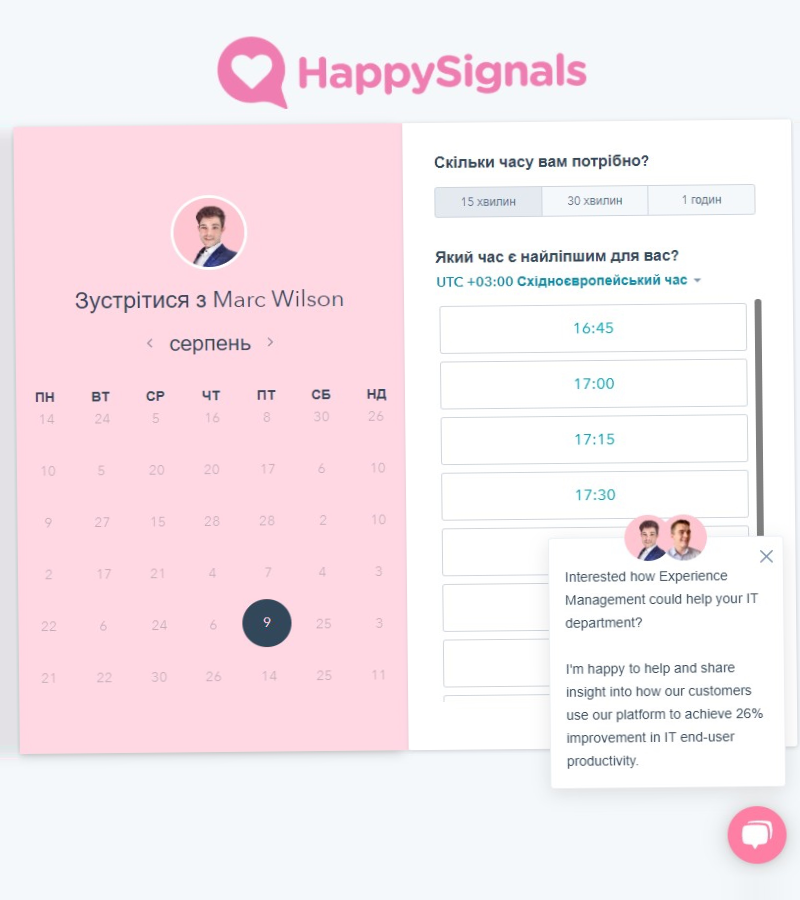 HappySignals
Зустрітися з Marc Wilson
серпень
ПН ВТ СР ЧТ ПТ СБ НД
14 24 5 16 8 30 26
10 5 20 20 17 6 10
9 27 15 28 28 2 10
2 17 21 4 7 4 3
22 6 24 6 9 25 3
21 22 30 26 14 25 11
Скільки часу вам потрібно?
15 хвилин 30 хвилин 1 годин
Який час є найліпшим для вас?
UTC +03:00 Східноєвропейський час
16:45
17:00
17:15
17:30
Interested how Experience
Management could help your IT
department?
I'm happy to help and share
insight into how our customers
use our platform to achieve 26%
improvement in IT end-user
productivity.